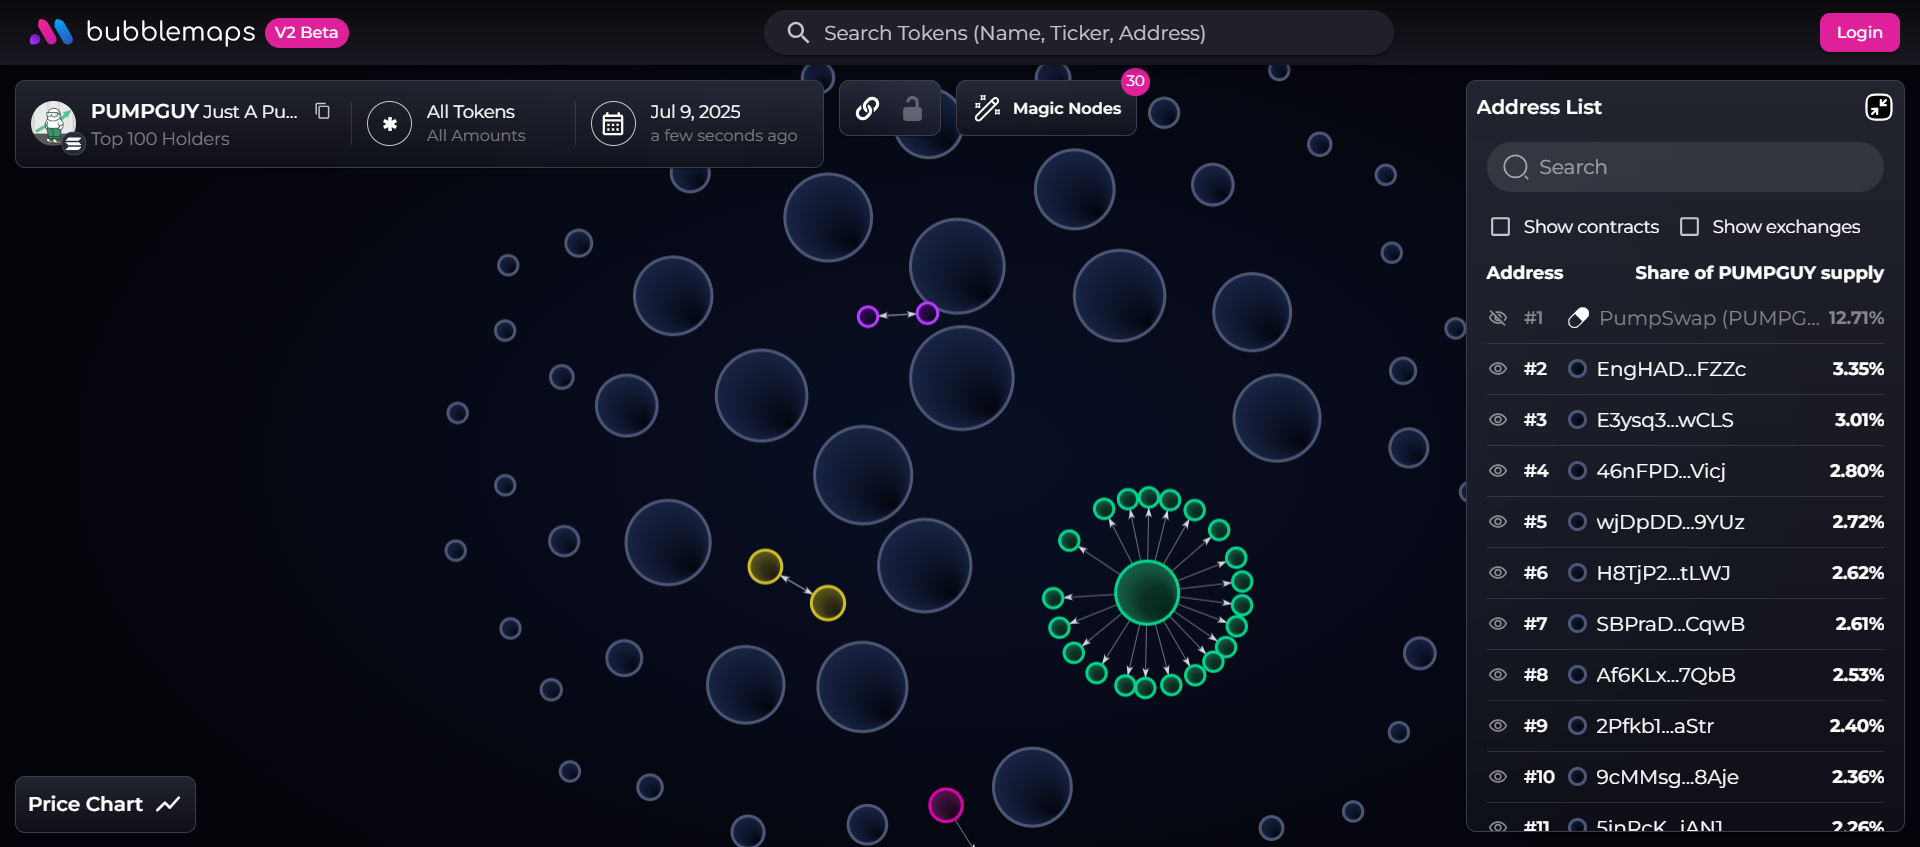 bubblemaps V2 Beta
Search Tokens (Name, Ticker, Address)
Login
PUMPGUY Just A Pu...
Top 100 Holders
All Tokens
All Amounts
Jul 9, 2025
a few seconds ago
Magic Nodes
30
Address List
Search
Show contracts
Show exchanges
Address Share of PUMPGUY supply
#1 PumpSwap (PUMPG... 12.71%
#2 EngHAD...FZZc 3.35%
#3 E3ysq3...wCLS 3.01%
#4 46nFPD...Vicj 2.80%
#5 wjDpDD...9YUz 2.72%
#6 H8TjP2...tLWJ 2.62%
#7 SBPraD...CqwB 2.61%
#8 Af6KLx...7QbB 2.53%
#9 2Pfkb1...aStr 2.40%
#10 9cMMsg...8Aje 2.36%
#11 2.26%
Price Chart